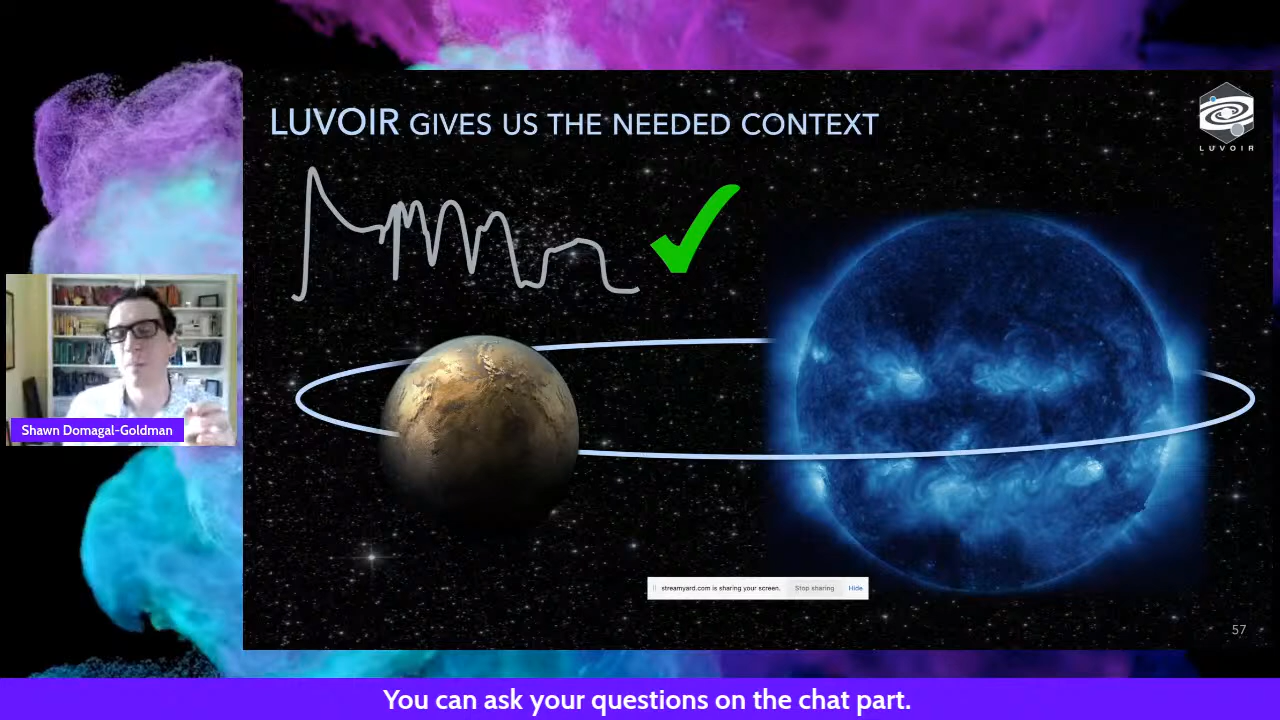 LUVOIR GIVES US THE NEEDED CONTEXT
LUVOIR
Shawn Domagal-Goldman
streamyard.com is sharing your screen. Stop sharing Hide
57
You can ask your questions on the chat part.